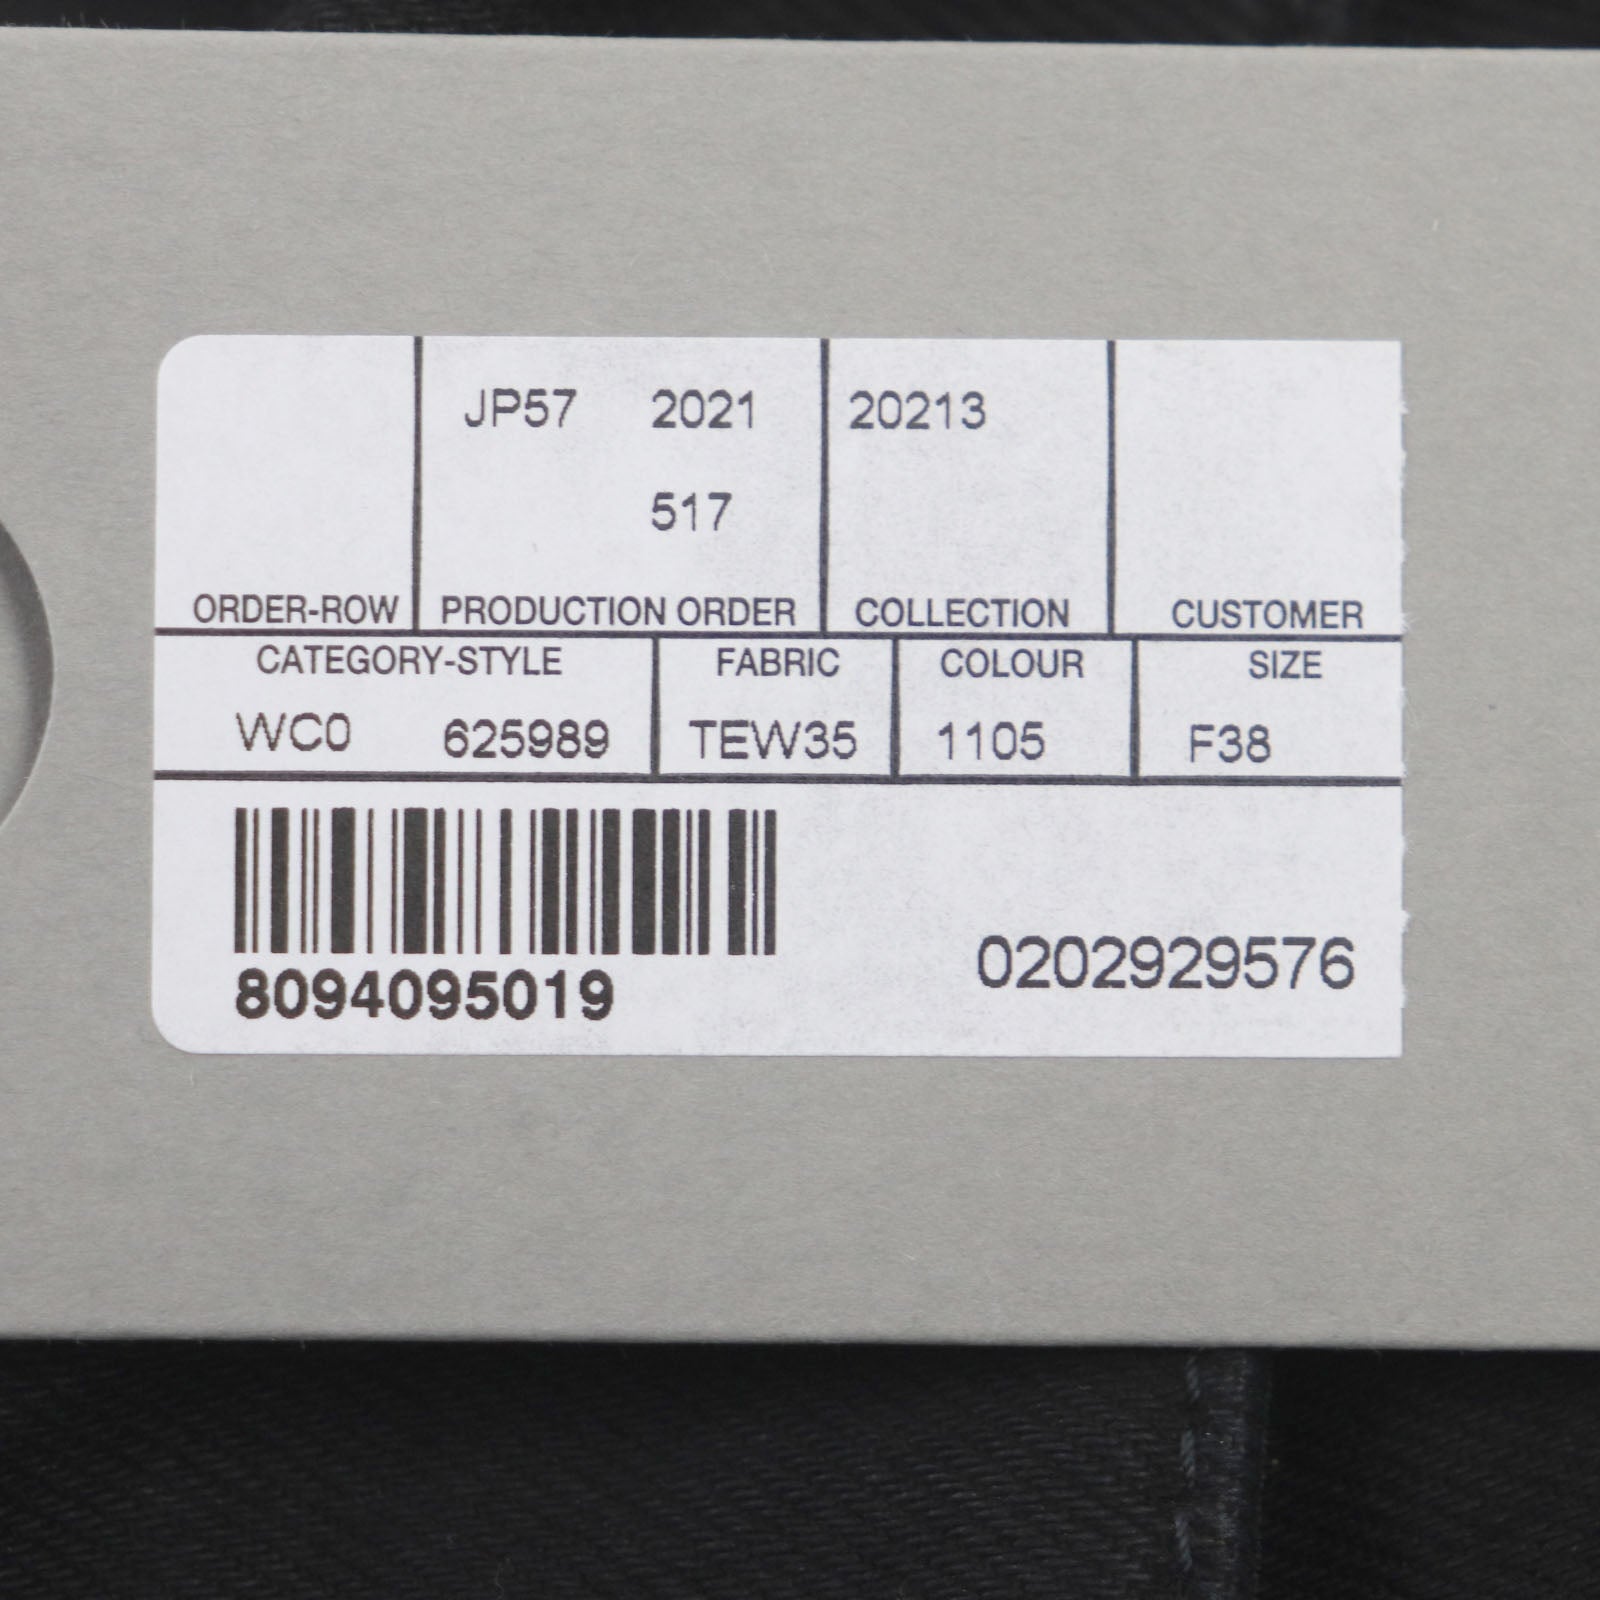 JP57 2021 20213
517
ORDER-ROW PRODUCTION ORDER COLLECTION CUSTOMER
CATEGORY-STYLE FABRIC COLOUR SIZE
WC0 625989 TEW35 1105 F38
8094095019 0202929576